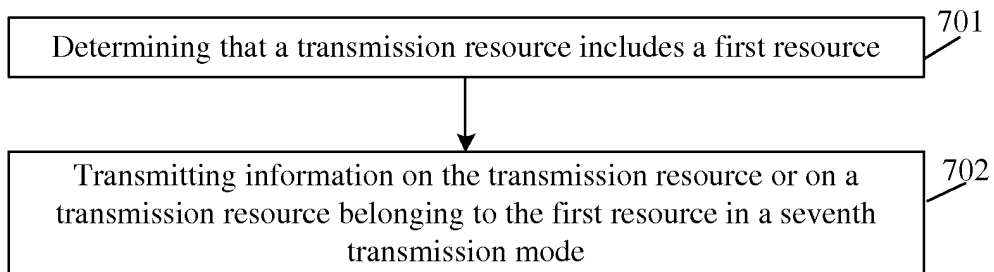 701
Determining that a transmission resource includes a first resource
702
Transmitting information on the transmission resource or on a
transmission resource belonging to the first resource in a seventh
transmission mode